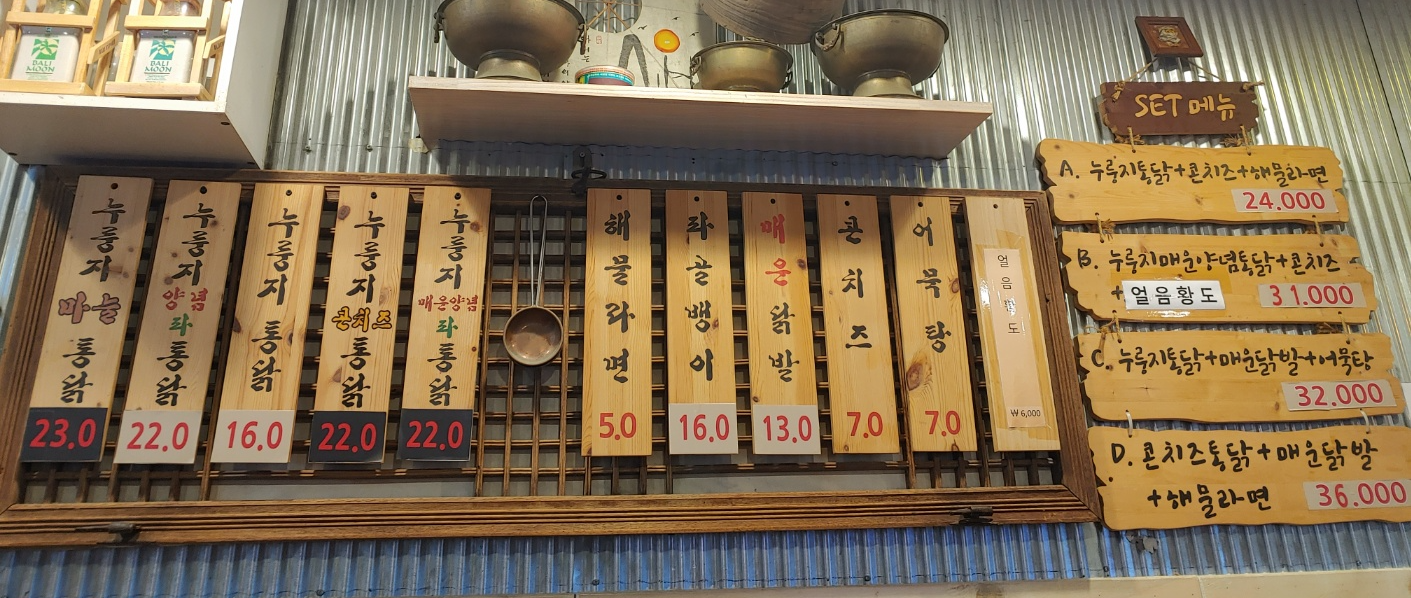 BALI
MOON
BALI
MOON
SET 메뉴
누룽지 마늘 통닭
23.0
누룽지 양념 롸 통닭
22.0
누룽지 통닭
16.0
누룽지 콘치즈 통닭
22.0
누룽지 매운양념 롸 통닭
22.0
해물라면
5.0
롸골뱅이
16.0
매운닭발
13.0
콘치즈
7.0
어묵탕
7.0
얼음황도
₩6,000
A. 누룽지통닭+콘치즈+해물라면
24.000
B. 누룽지매운양념통닭+콘치즈
+얼음황도 31.000
C. 누룽지통닭+매운닭발+어묵탕
32.000
D. 콘치즈통닭+매운닭발
+해물라면 36.000